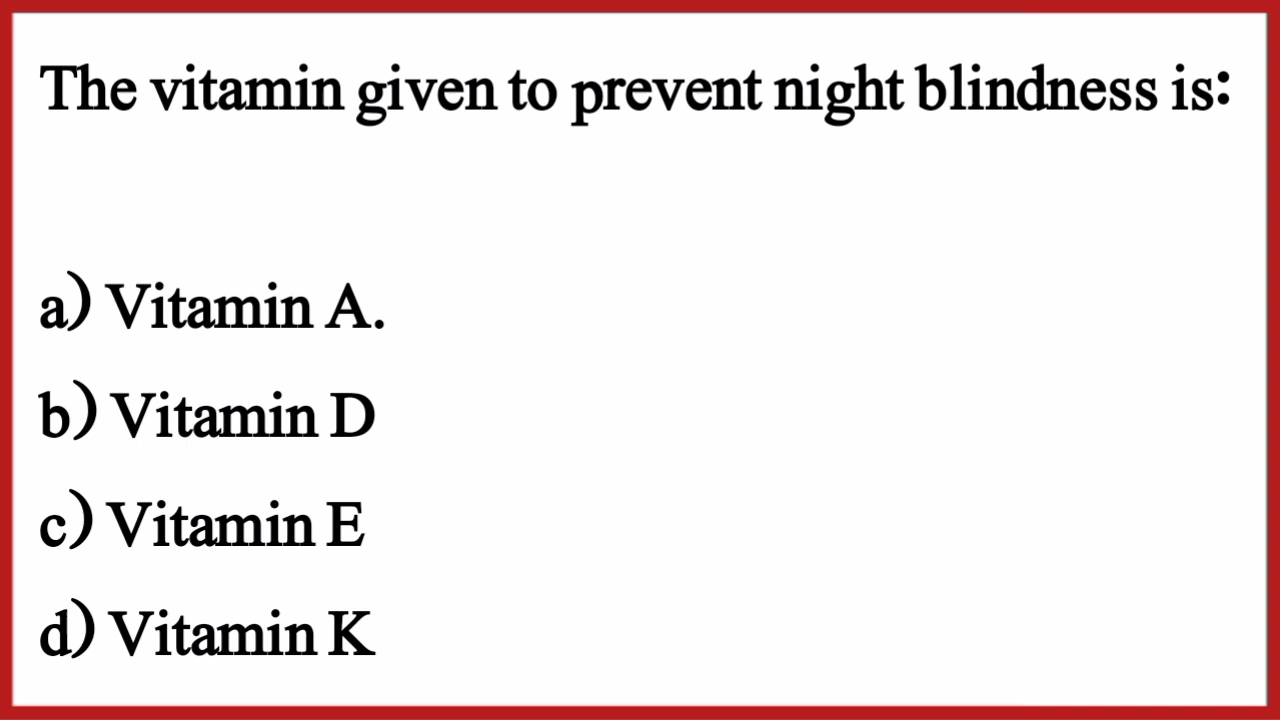 The vitamin given to prevent night blindness is:
a) Vitamin A.
b) Vitamin D
c) Vitamin E
d) Vitamin K